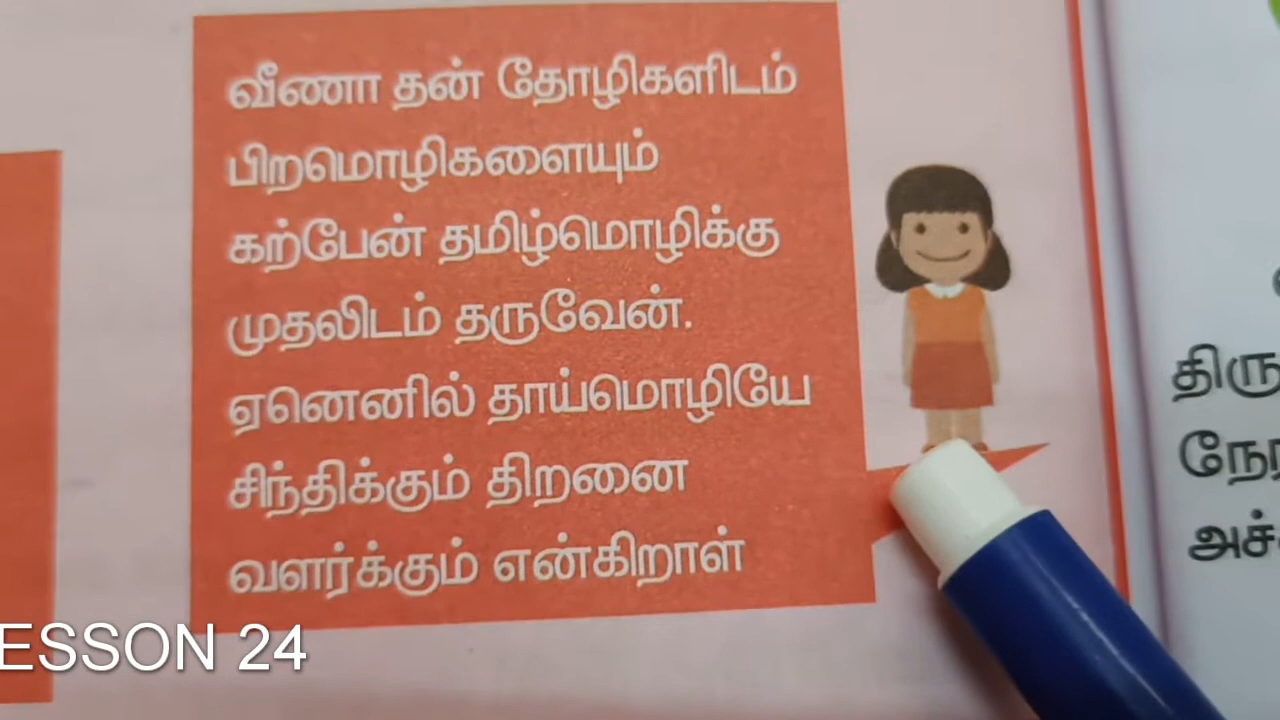 வீணா தன் தோழிகளிடம்
பிறமொழிகளையும்
கற்பேன் தமிழ்மொழிக்கு
முதலிடம் தருவேன்.
ஏனெனில் தாய்மொழியே
சிந்திக்கும் திறனை
வளர்க்கும் என்கிறாள்
ESSON 24
திரு